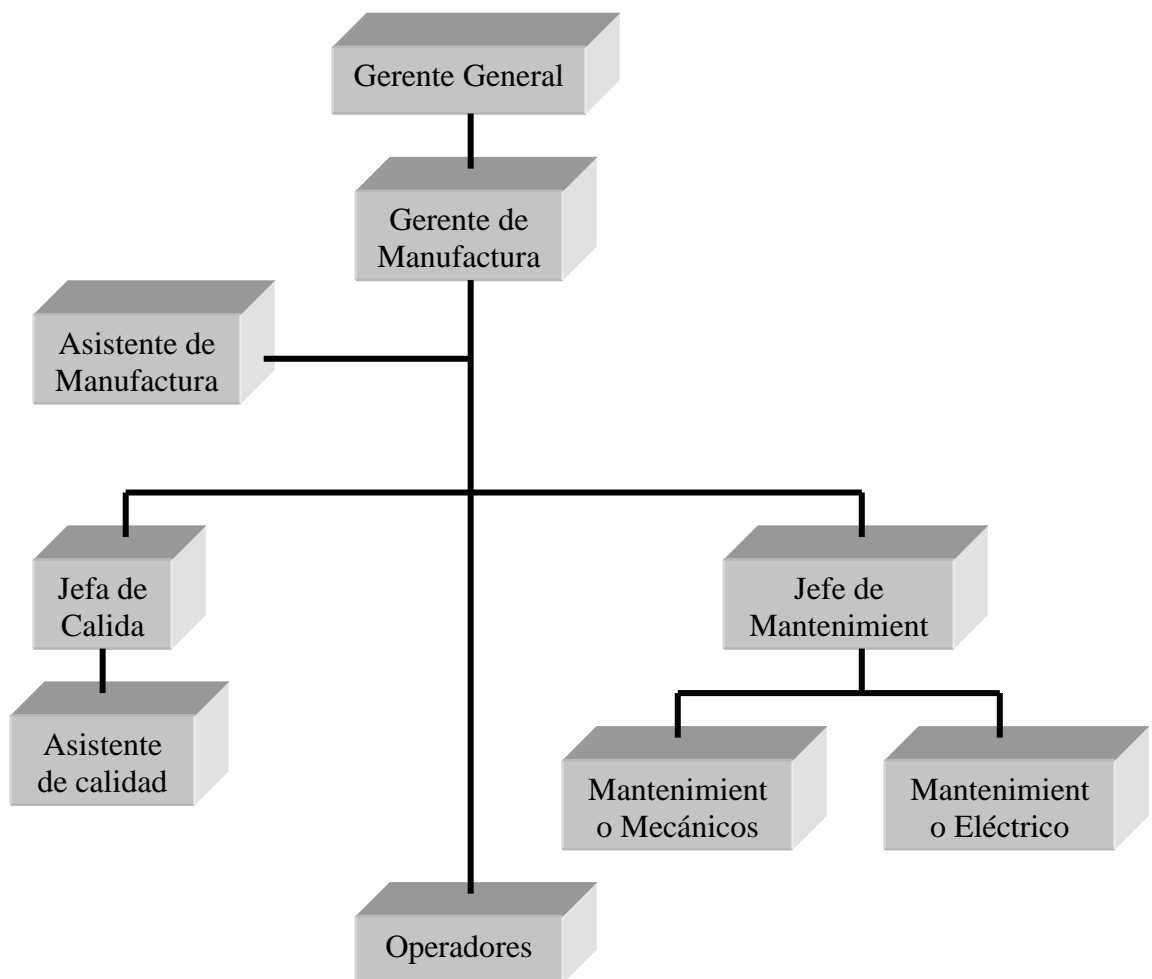 Gerente General
Gerente de
Manufactura
Asistente de
Manufactura
Jefa de
Calida
Jefe de
Mantenimient
Asistente
de calidad
Mantenimient
o Mecánicos
Mantenimient
o Eléctrico
Operadores